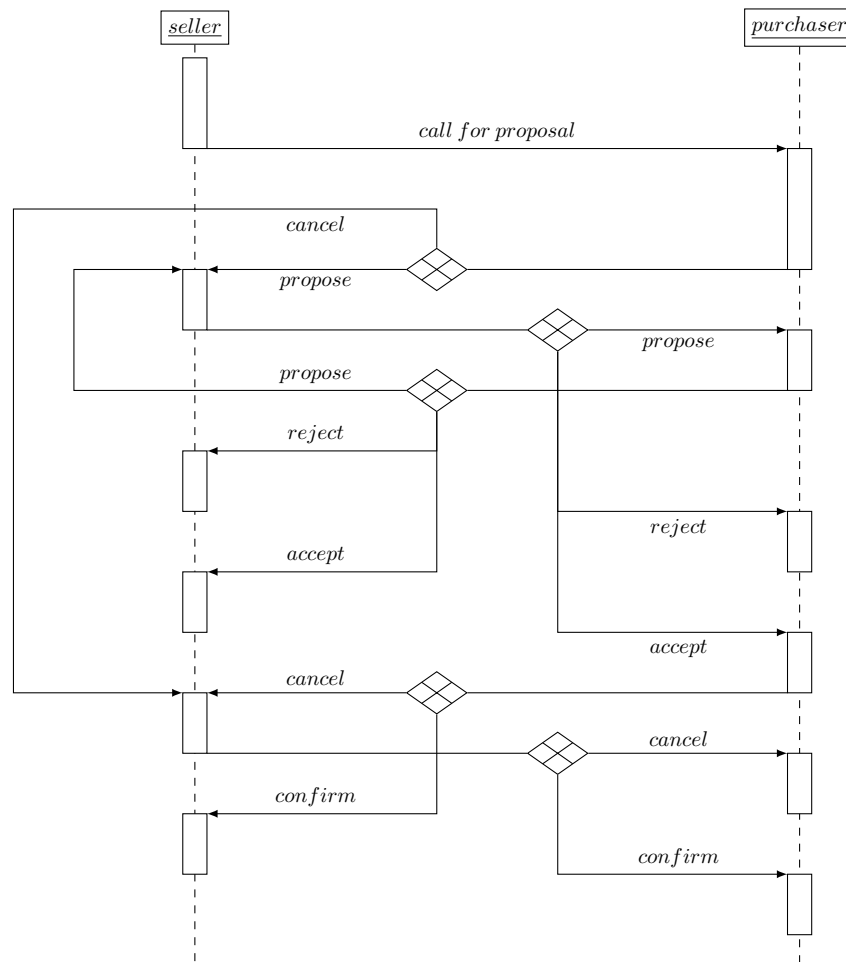 seller
purchaser
call for proposal
cancel
propose
propose
propose
reject
reject
accept
accept
cancel
cancel
confirm
confirm